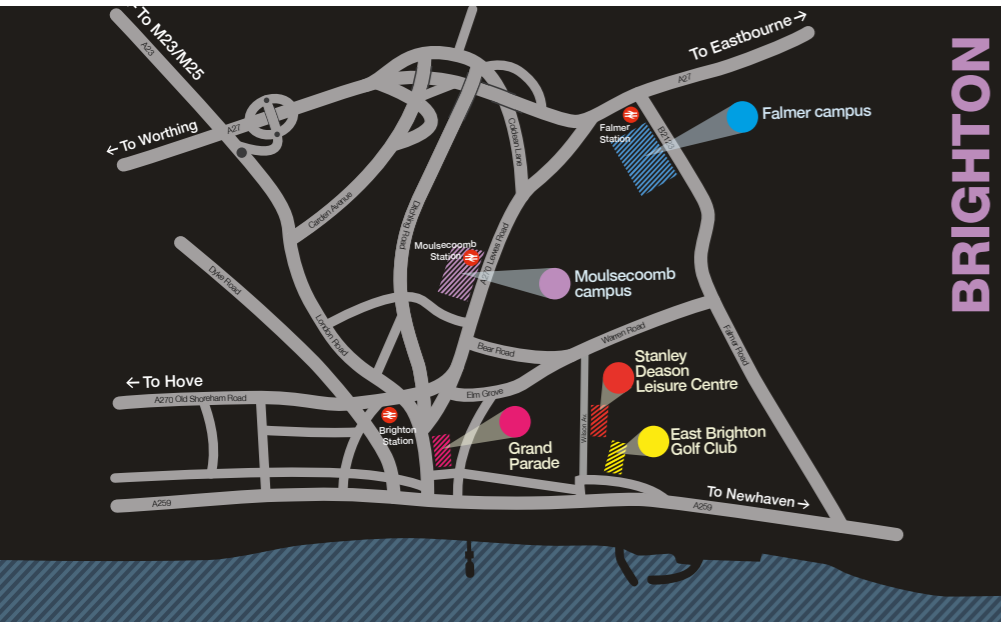 To M23/M25
A23
To Eastbourne →
A27
BRIGHTON
Falmer campus
Falmer
Station
← To Worthing
A27
Coldean Lane
Carden Avenue
Ditchling Road
Moulsecoomb
Station
A270 Lewes Road
Moulsecoomb
campus
Dyke Road
London Road
Bear Road
Warren Road
Falmer Road
← To Hove
A270 Old Shoreham Road
Elm Grove
Stanley
Deason
Leisure Centre
Wilson Av
Brighton
Station
Grand
Parade
East Brighton
Golf Club
A259
To Newhaven →
A259